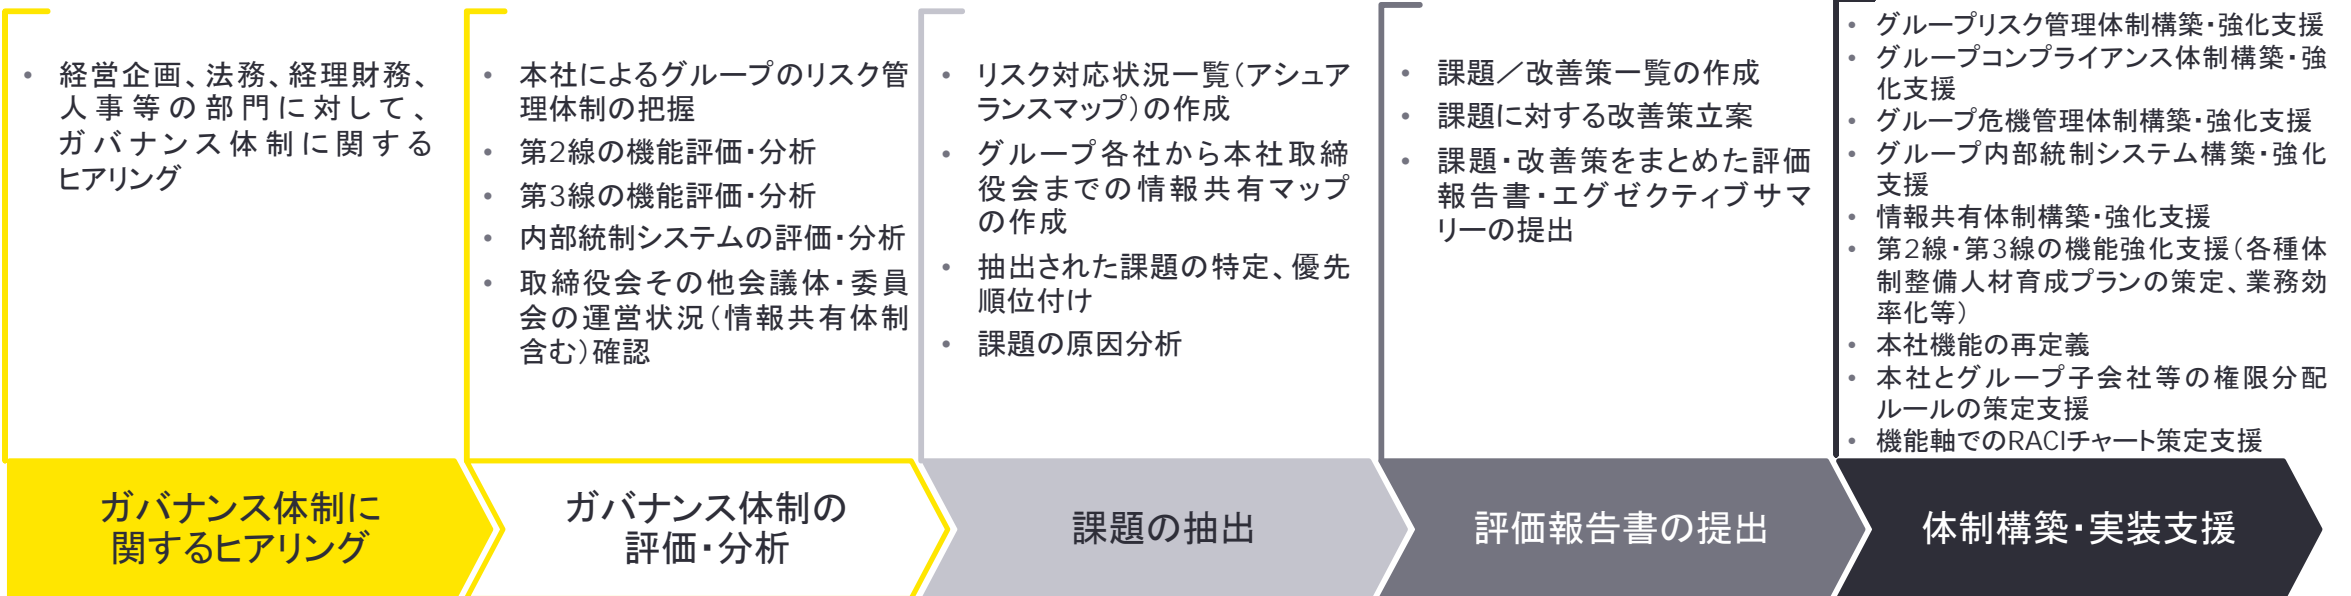 • 経営企画、法務、経理財務、
人事等の部門に対して、
ガバナンス体制に関する
ヒアリング
• 本社によるグループのリスク管
理体制の把握
• 第2線の機能評価・分析
• 第3線の機能評価・分析
• 内部統制システムの評価・分析
• 取締役会その他会議体・委員
会の運営状況（情報共有体制
含む）確認
• リスク対応状況一覧（アシュア
ランスマップ）の作成
• グループ各社から本社取締
役会までの情報共有マップ
の作成
• 抽出された課題の特定、優先
順位付け
• 課題の原因分析
• 課題／改善策一覧の作成
• 課題に対する改善策立案
• 課題・改善策をまとめた評価
報告書・エグゼクティブサマ
リーの提出
• グループリスク管理体制構築・強化支援
• グループコンプライアンス体制構築・強
化支援
• グループ危機管理体制構築・強化支援
• グループ内部統制システム構築・強化
支援
• 情報共有体制構築・強化支援
• 第2線・第3線の機能強化支援（各種体
制整備人材育成プランの策定、業務効
率化等）
• 本社機能の再定義
• 本社とグループ子会社等の権限分配
ルールの策定支援
• 機能軸でのRACIチャート策定支援
ガバナンス体制に
関するヒアリング
ガバナンス体制の
評価・分析
課題の抽出
評価報告書の提出
体制構築・実装支援